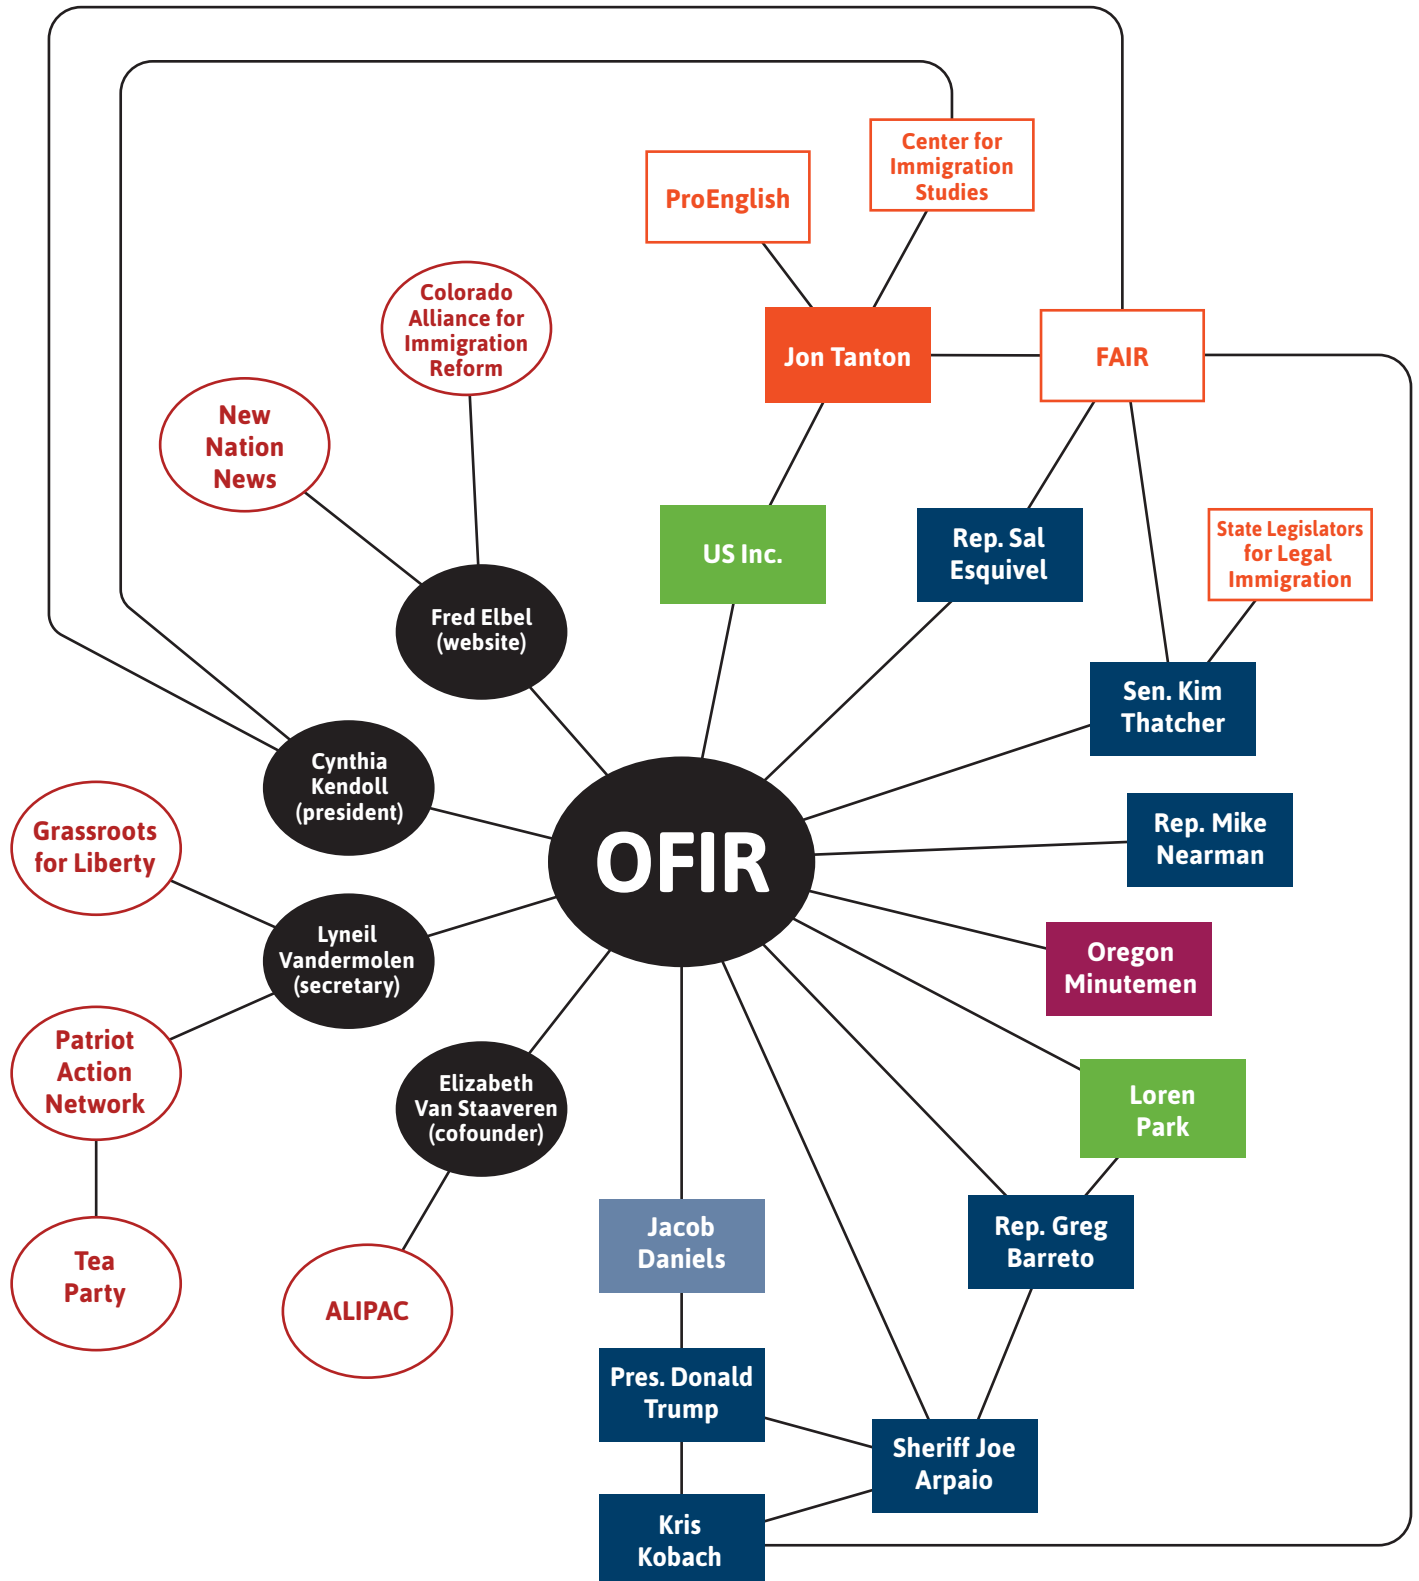 Center for
Immigration
Studies
ProEnglish
Colorado
Alliance for
Immigration
Reform
Jon Tanton
FAIR
New
Nation
News
US Inc.
Rep. Sal
Esquivel
State Legislators
for Legal
Immigration
Fred Elbel
(website)
Sen. Kim
Thatcher
Cynthia
Kendoll
(president)
Grassroots
for Liberty
OFIR
Rep. Mike
Nearman
Lyneil
Vandermolen
(secretary)
Oregon
Minutemen
Patriot
Action
Network
Elizabeth
Van Staaveren
(cofounder)
Loren
Park
Jacob
Daniels
Rep. Greg
Barreto
Tea
Party
ALIPAC
Pres. Donald
Trump
Sheriff Joe
Arpaio
Kris
Kobach